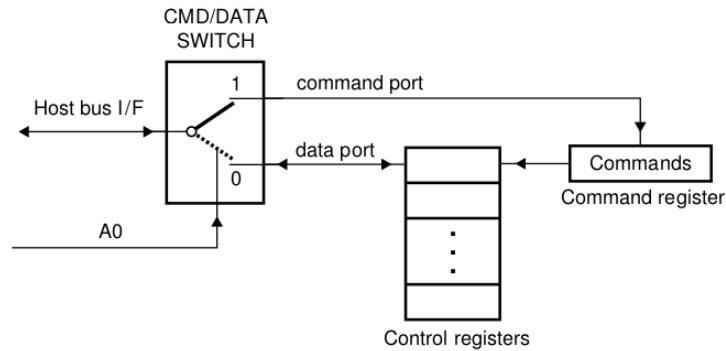 CMD/DATA
SWITCH
Host bus I/F
1
command port
data port
0
A0
Commands
Command register
Control registers